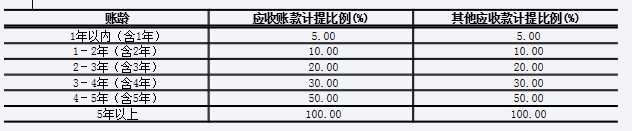 账龄 应收账款计提比例(%) 其他应收款计提比例(%)
1年以内（含1年） 5.00 5.00
1－2年（含2年） 10.00 10.00
2－3年（含3年） 20.00 20.00
3－4年（含4年） 30.00 30.00
4－5年（含5年） 50.00 50.00
5年以上 100.00 100.00